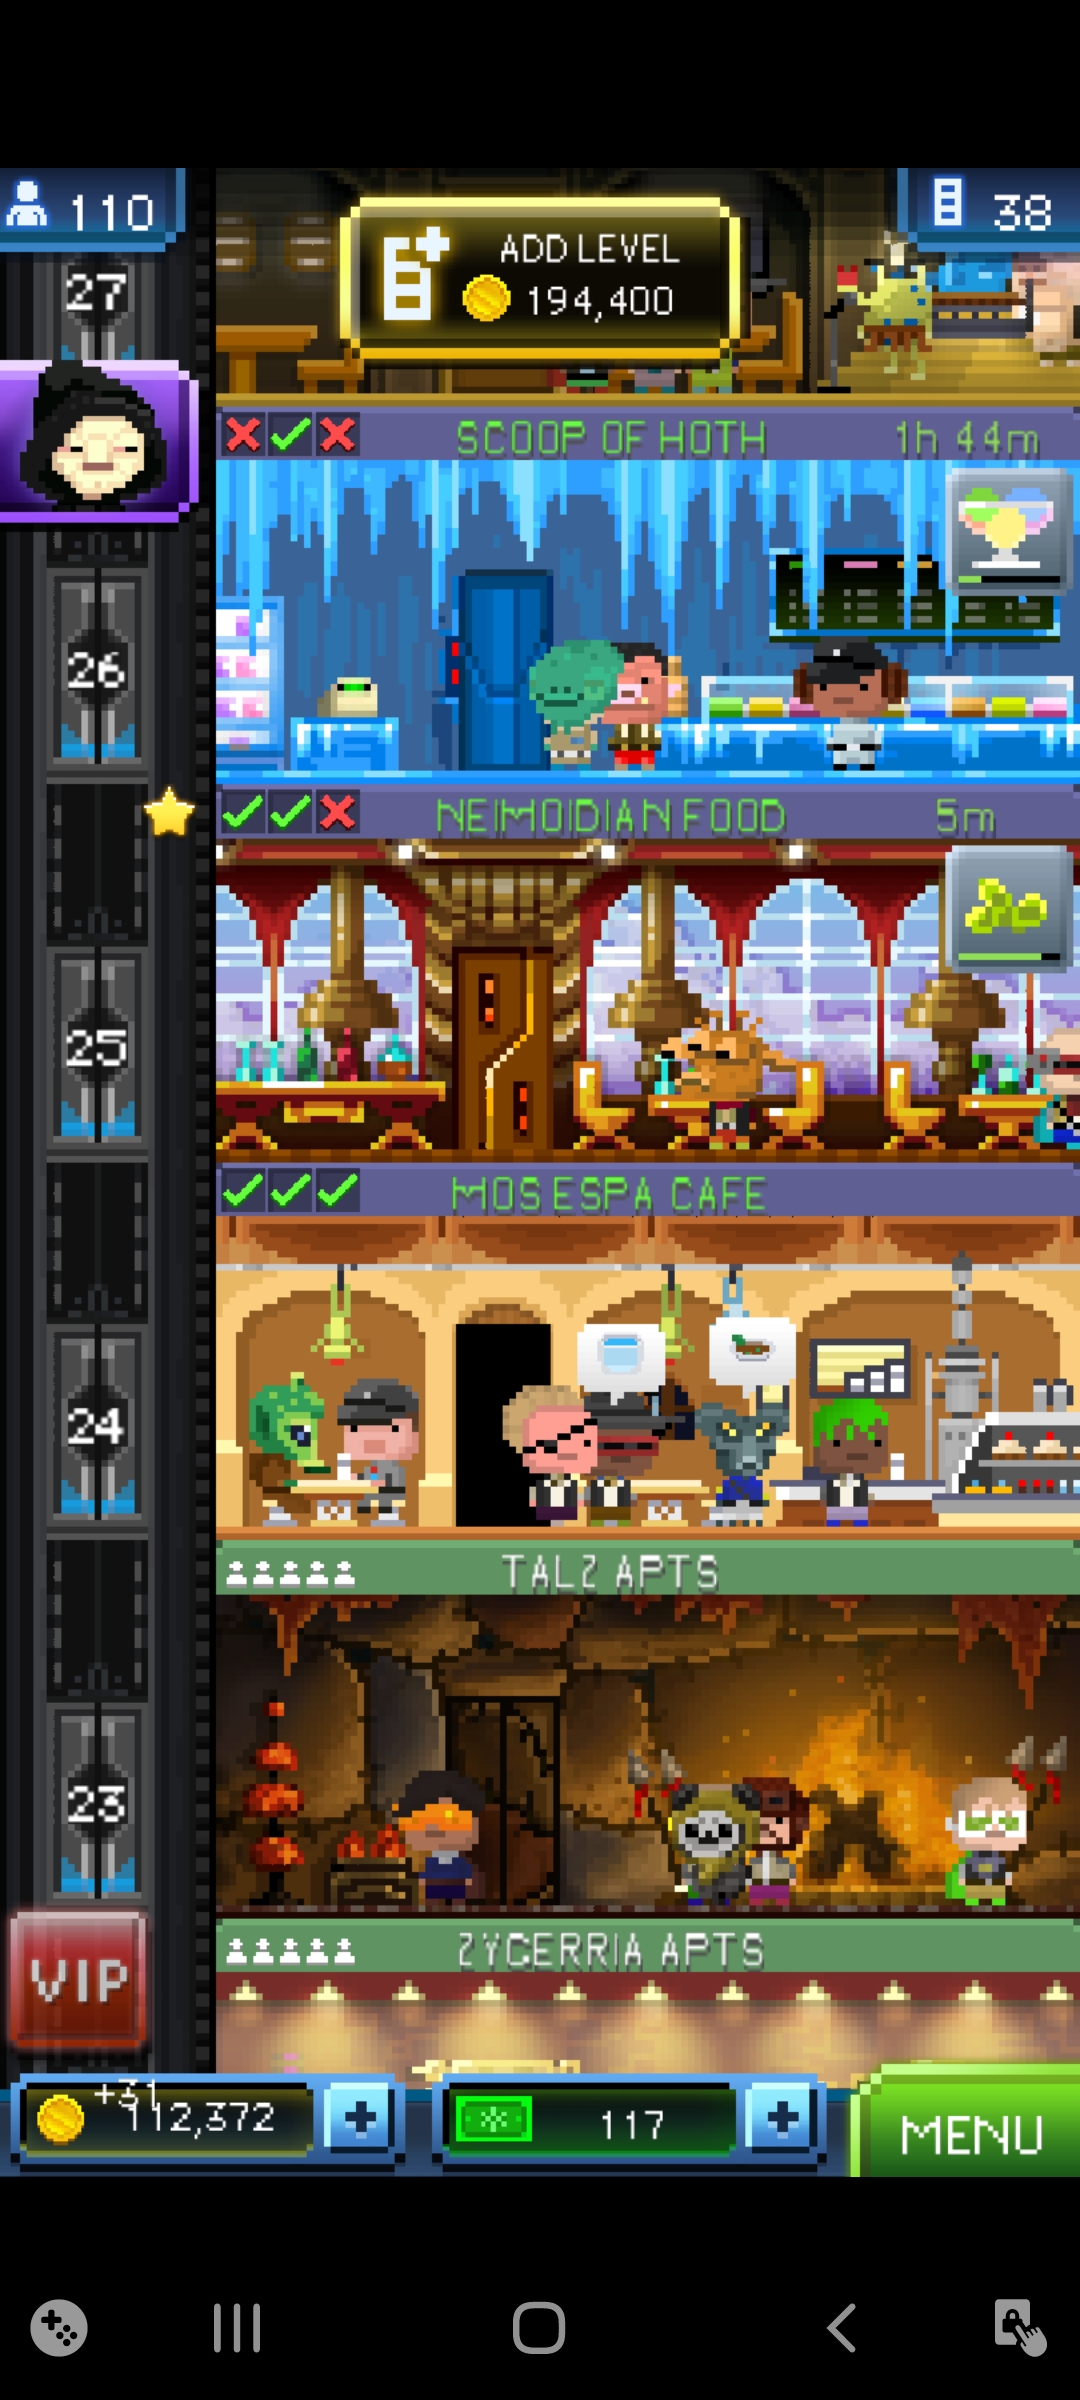 110
ADD LEVEL
194,400
38
27
SCOOP OF HOTH
1h 44m
26
NEIMOIDIAN FOOD
5m
25
MOS ESPA CAFE
24
TALZ APTS
23
ZYGERRIA APTS
VIP
+31
112,372
117
MENU